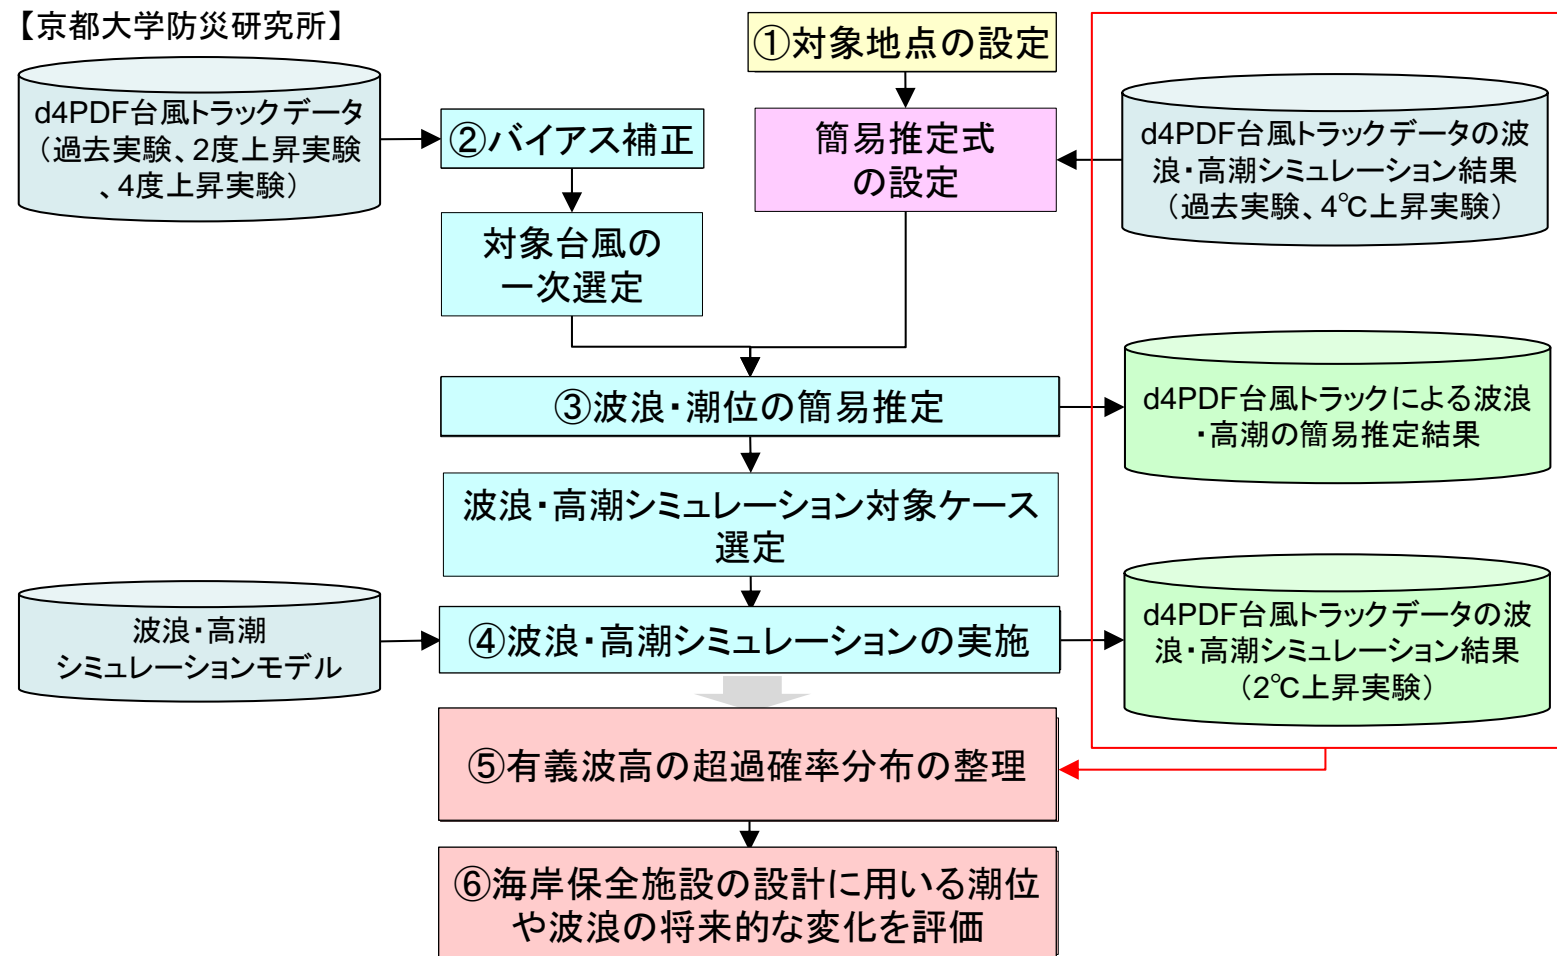 【京都大学防災研究所】
d4PDF台風トラックデータ
（過去実験、2度上昇実験
、4度上昇実験）
②バイアス補正
対象台風の
一次選定
①対象地点の設定
簡易推定式
の設定
d4PDF台風トラックデータの波
浪・高潮シミュレーション結果
（過去実験、4℃上昇実験）
③波浪・潮位の簡易推定
d4PDF台風トラックによる波浪
・高潮の簡易推定結果
波浪・高潮シミュレーション対象ケース
選定
波浪・高潮
シミュレーションモデル
④波浪・高潮シミュレーションの実施
d4PDF台風トラックデータの波
浪・高潮シミュレーション結果
（2℃上昇実験）
⑤有義波高の超過確率分布の整理
⑥海岸保全施設の設計に用いる潮位
や波浪の将来的な変化を評価